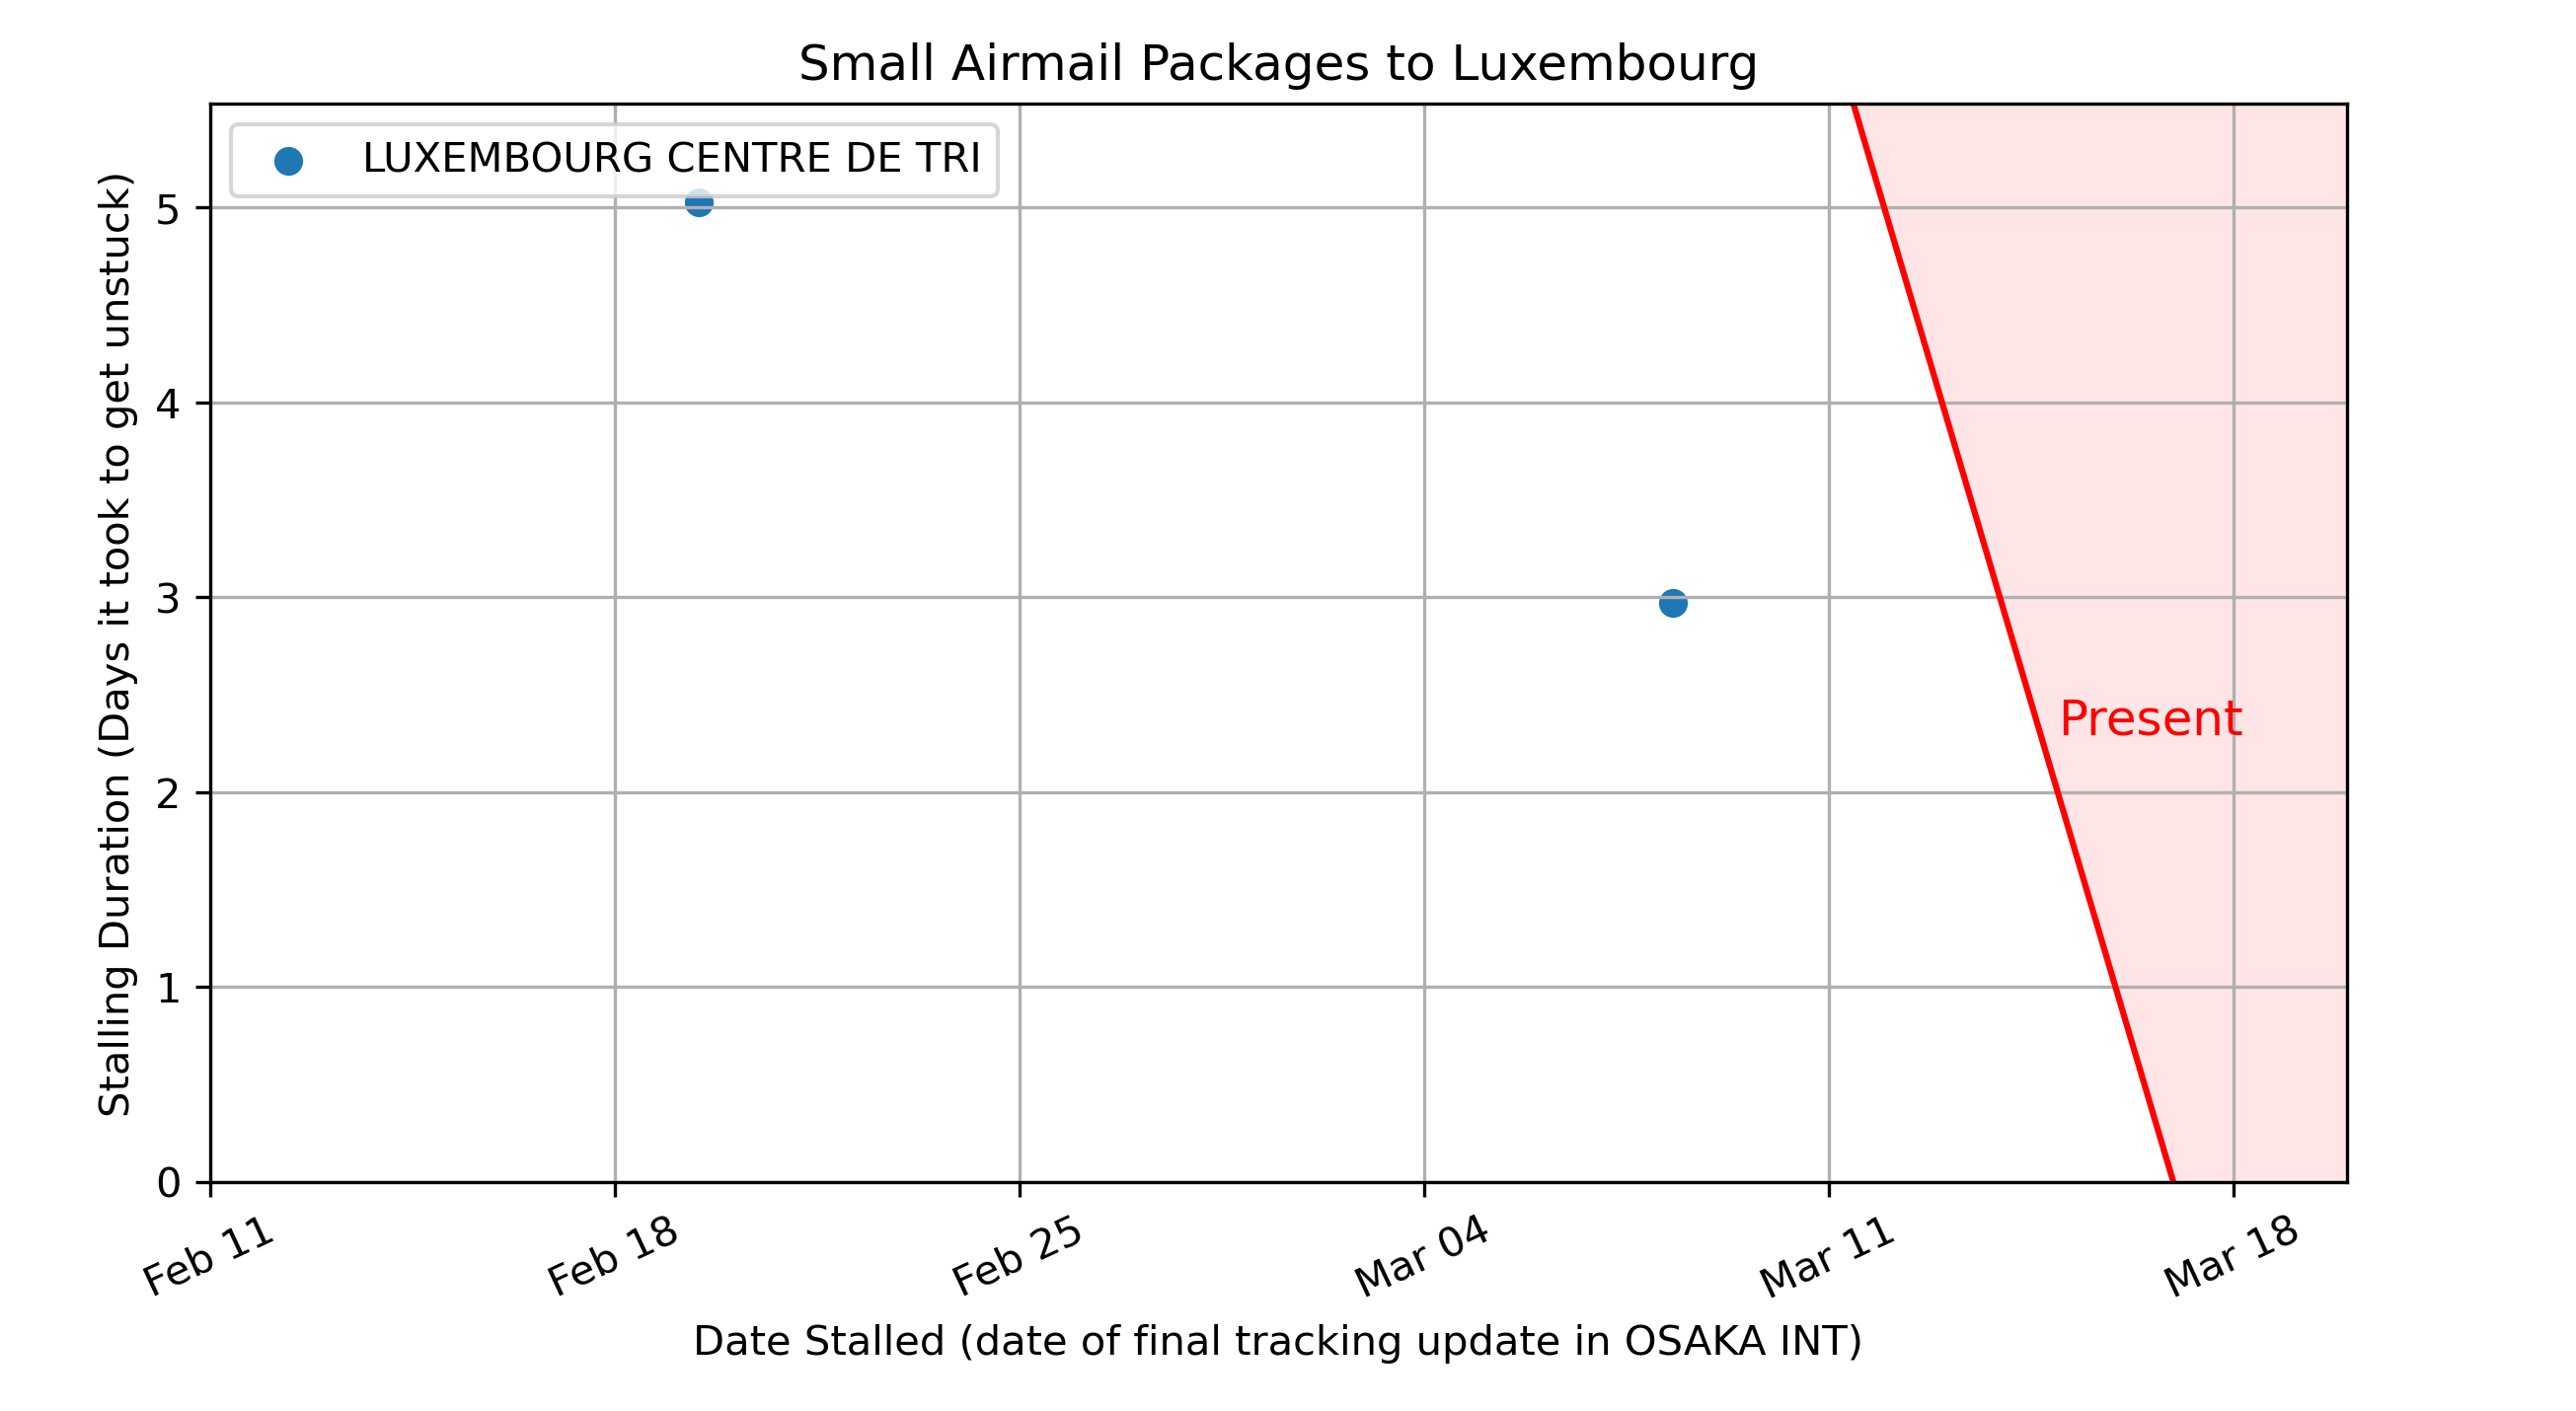 Small Airmail Packages to Luxembourg
LUXEMBOURG CENTRE DE TRI
Stalling Duration (Days it took to get unstuck)
5
4
3
2
1
0
Present
Feb 11
Feb 18
Feb 25
Mar 04
Mar 11
Mar 18
Date Stalled (date of final tracking update in OSAKA INT)